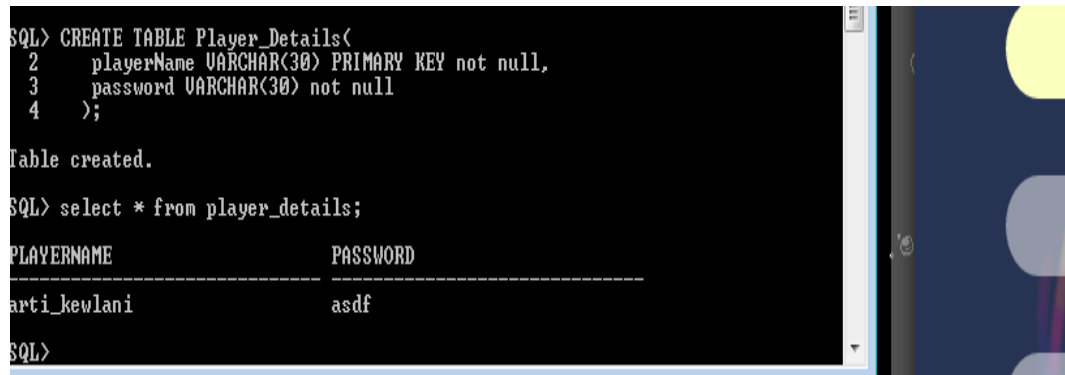 SQL> CREATE TABLE Player_Details(
2 playerName VARCHAR(30) PRIMARY KEY not null,
3 password VARCHAR(30) not null
4 );
Table created.
SQL> select * from player_details;
PLAYERNAME PASSWORD
------------------------------ ------------------------------
arti_kewlani asdf
SQL>